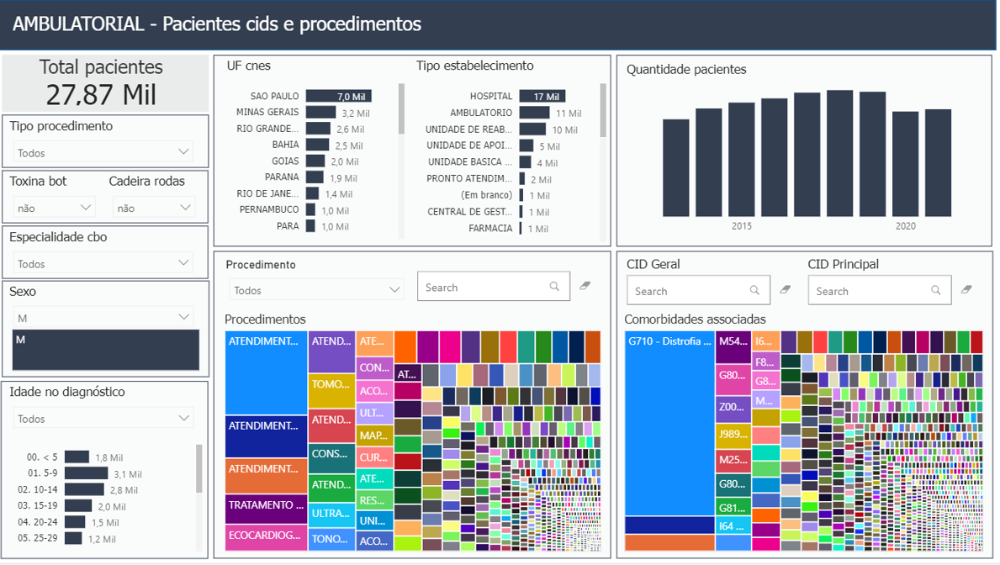 AMBULATORIAL - Pacientes cids e procedimentos
Total pacientes
27,87 Mil
Tipo procedimento
Todos
Toxina bot
Cadeira rodas
não
não
Especialidade cbo
Todos
Sexo
M
M
Idade no diagnóstico
Todos
00. < 5 1,8 Mil
01. 5-9 3,1 Mil
02. 10-14 2,8 Mil
03. 15-19 2,0 Mil
04. 20-24 1,5 Mil
05. 25-29 1,2 Mil
UF cnes
SAO PAULO 7,0 Mil
MINAS GERAIS 3,2 Mil
RIO GRANDE... 2,6 Mil
BAHIA 2,5 Mil
GOIAS 2,0 Mil
PARANA 1,9 Mil
RIO DE JANE... 1,4 Mil
PERNAMBUCO 1,0 Mil
PARA 1,0 Mil
Tipo estabelecimento
HOSPITAL 17 Mil
AMBULATORIO 11 Mil
UNIDADE DE REAB... 10 Mil
UNIDADE DE APOI... 5 Mil
UNIDADE BASICA ... 4 Mil
PRONTO ATENDIM... 2 Mil
(Em branco) 1 Mil
CENTRAL DE GEST... 1 Mil
FARMACIA 1 Mil
Quantidade pacientes
2015
2020
Procedimento
Todos
Search
Procedimentos
ATENDIMENT...
ATENDIMENT...
ATENDIMENT...
TRATAMENTO ...
ECOCARDIOG...
ATEND...
TOMO...
ATEND...
CONS...
ATEND...
ULTRA...
TONO...
ATE...
CON...
ACO...
ULT...
MAP...
CUR...
ATE...
RES...
UNI...
ACO...
AT...
CID Geral
Search
CID Principal
Search
Comorbidades associadas
G710 - Distrofia ...
M54...
G80...
Z00...
J989...
M25...
G80...
G81...
I64 ...
I6...
F8...
G8...
M...